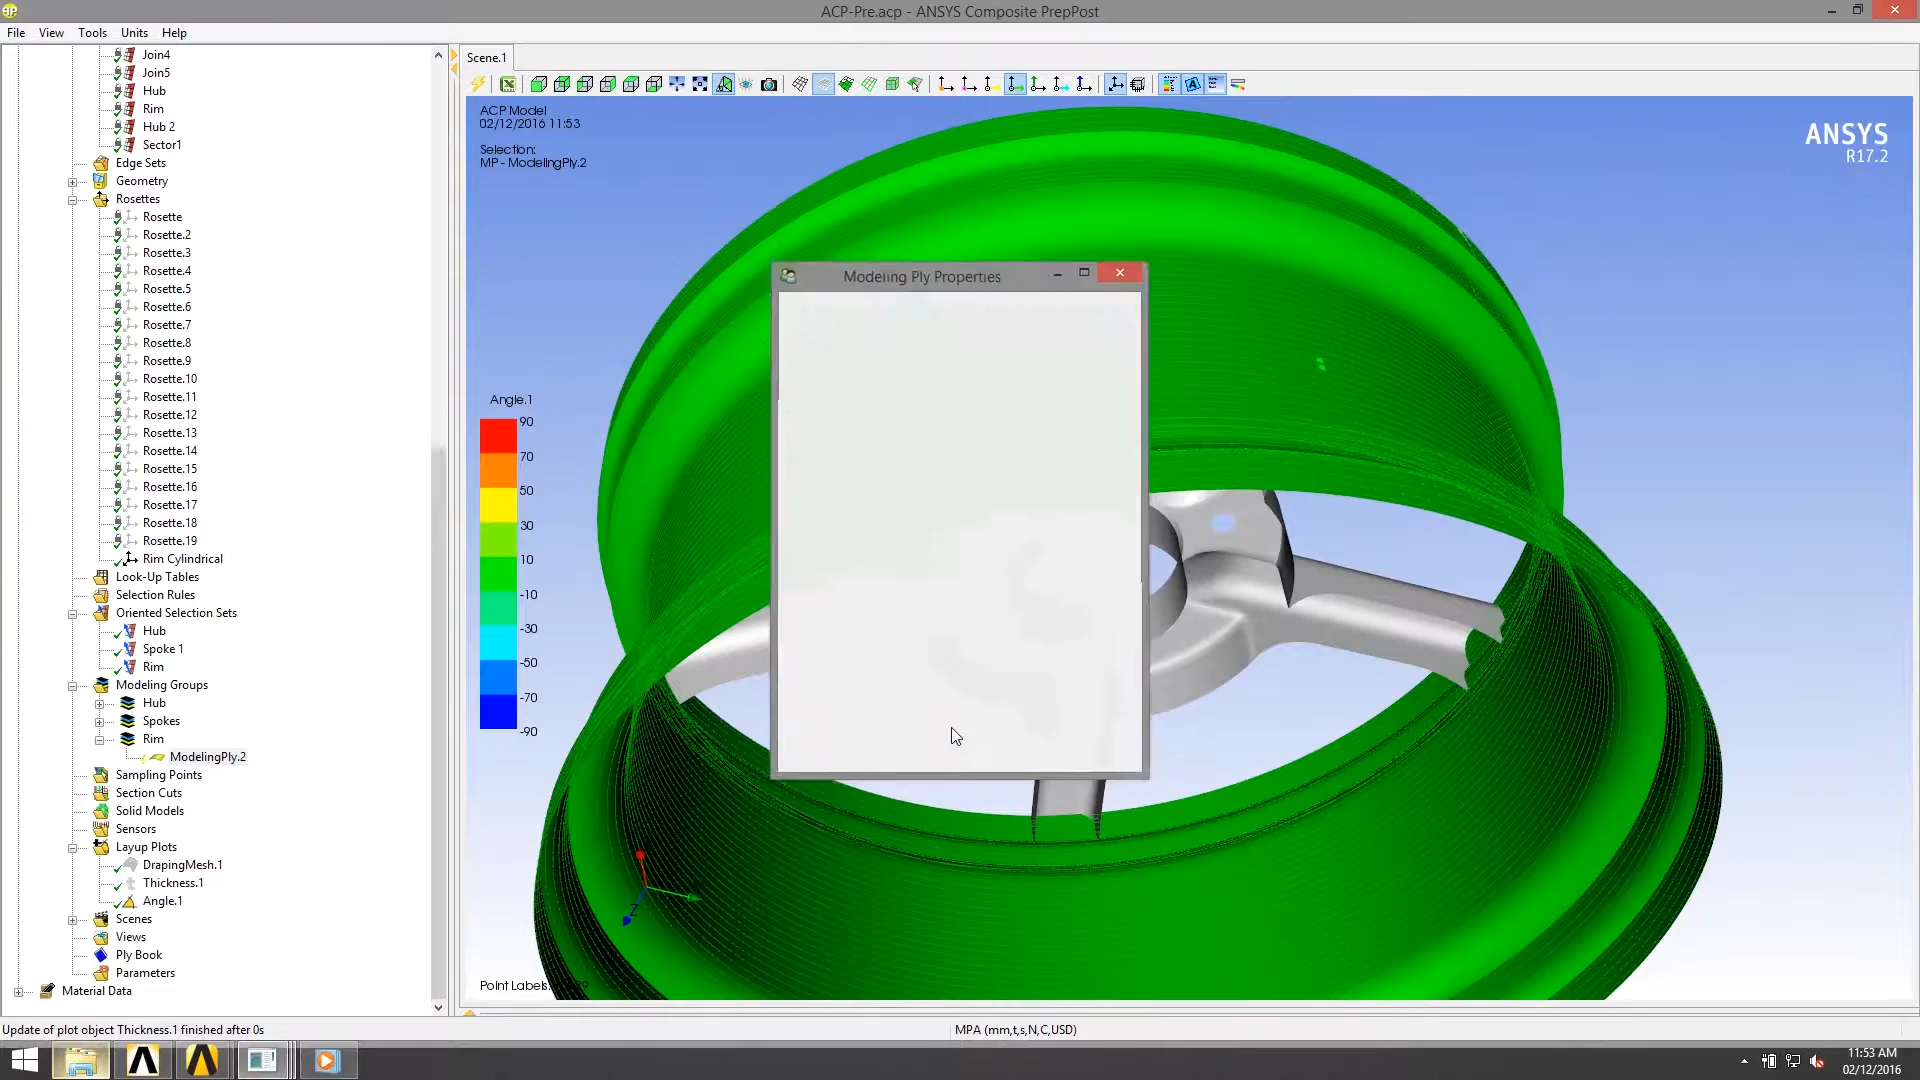 ACP-Pre.acp - ANSYS Composite PrepPost
File View Tools Units Help
Join4
Join5
Hub
Rim
Hub 2
Sector1
Edge Sets
Geometry
Rosettes
Rosette
Rosette.2
Rosette.3
Rosette.4
Rosette.5
Rosette.6
Rosette.7
Rosette.8
Rosette.9
Rosette.10
Rosette.11
Rosette.12
Rosette.13
Rosette.14
Rosette.15
Rosette.16
Rosette.17
Rosette.18
Rosette.19
Rim Cylindrical
Look-Up Tables
Selection Rules
Oriented Selection Sets
Hub
Spoke 1
Rim
Modeling Groups
Hub
Spokes
Rim
ModelingPly.2
Sampling Points
Section Cuts
Solid Models
Sensors
Layup Plots
DrapingMesh.1
Thickness.1
Angle.1
Scenes
Views
Ply Book
Parameters
Material Data
Scene.1
ACP Model
02/12/2016 11:53
Selection:
MP - ModelingPly.2
ANSYS
R17.2
Modeling Ply Properties
Angle.1
90
70
50
30
10
-10
-30
-50
-70
-90
Z
Point Labels:
Update of plot object Thickness.1 finished after 0s
MPA (mm,t,s,N,C,USD)
11:53 AM
02/12/2016